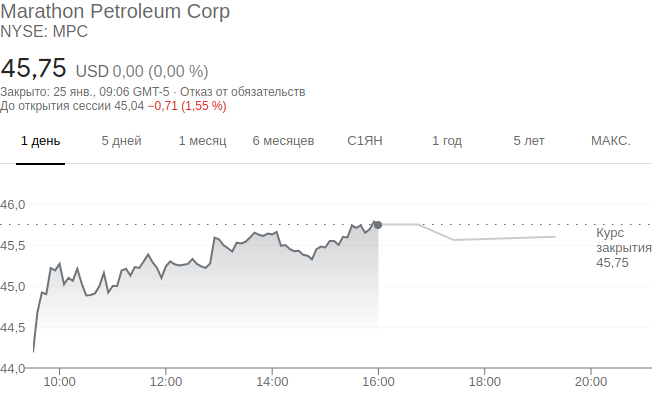 Marathon Petroleum Corp
NYSE: MPC
45,75 USD 0,00 (0,00 %)
Закрыто: 25 янв., 09:06 GMT-5 · Отказ от обязательств
До открытия сессии 45,04 −0,71 (1,55 %)
1 день 5 дней 1 месяц 6 месяцев С1ЯН 1 год 5 лет МАКС.
46,0
45,5
45,0
44,5
44,0
Курс
закрытия
45,75
10:00 12:00 14:00 16:00 18:00 20:00